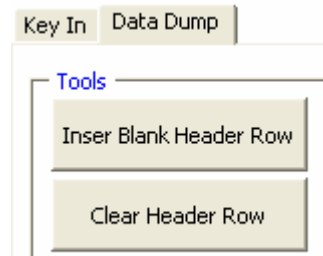 Key In Data Dump
Tools
Inser Blank Header Row
Clear Header Row